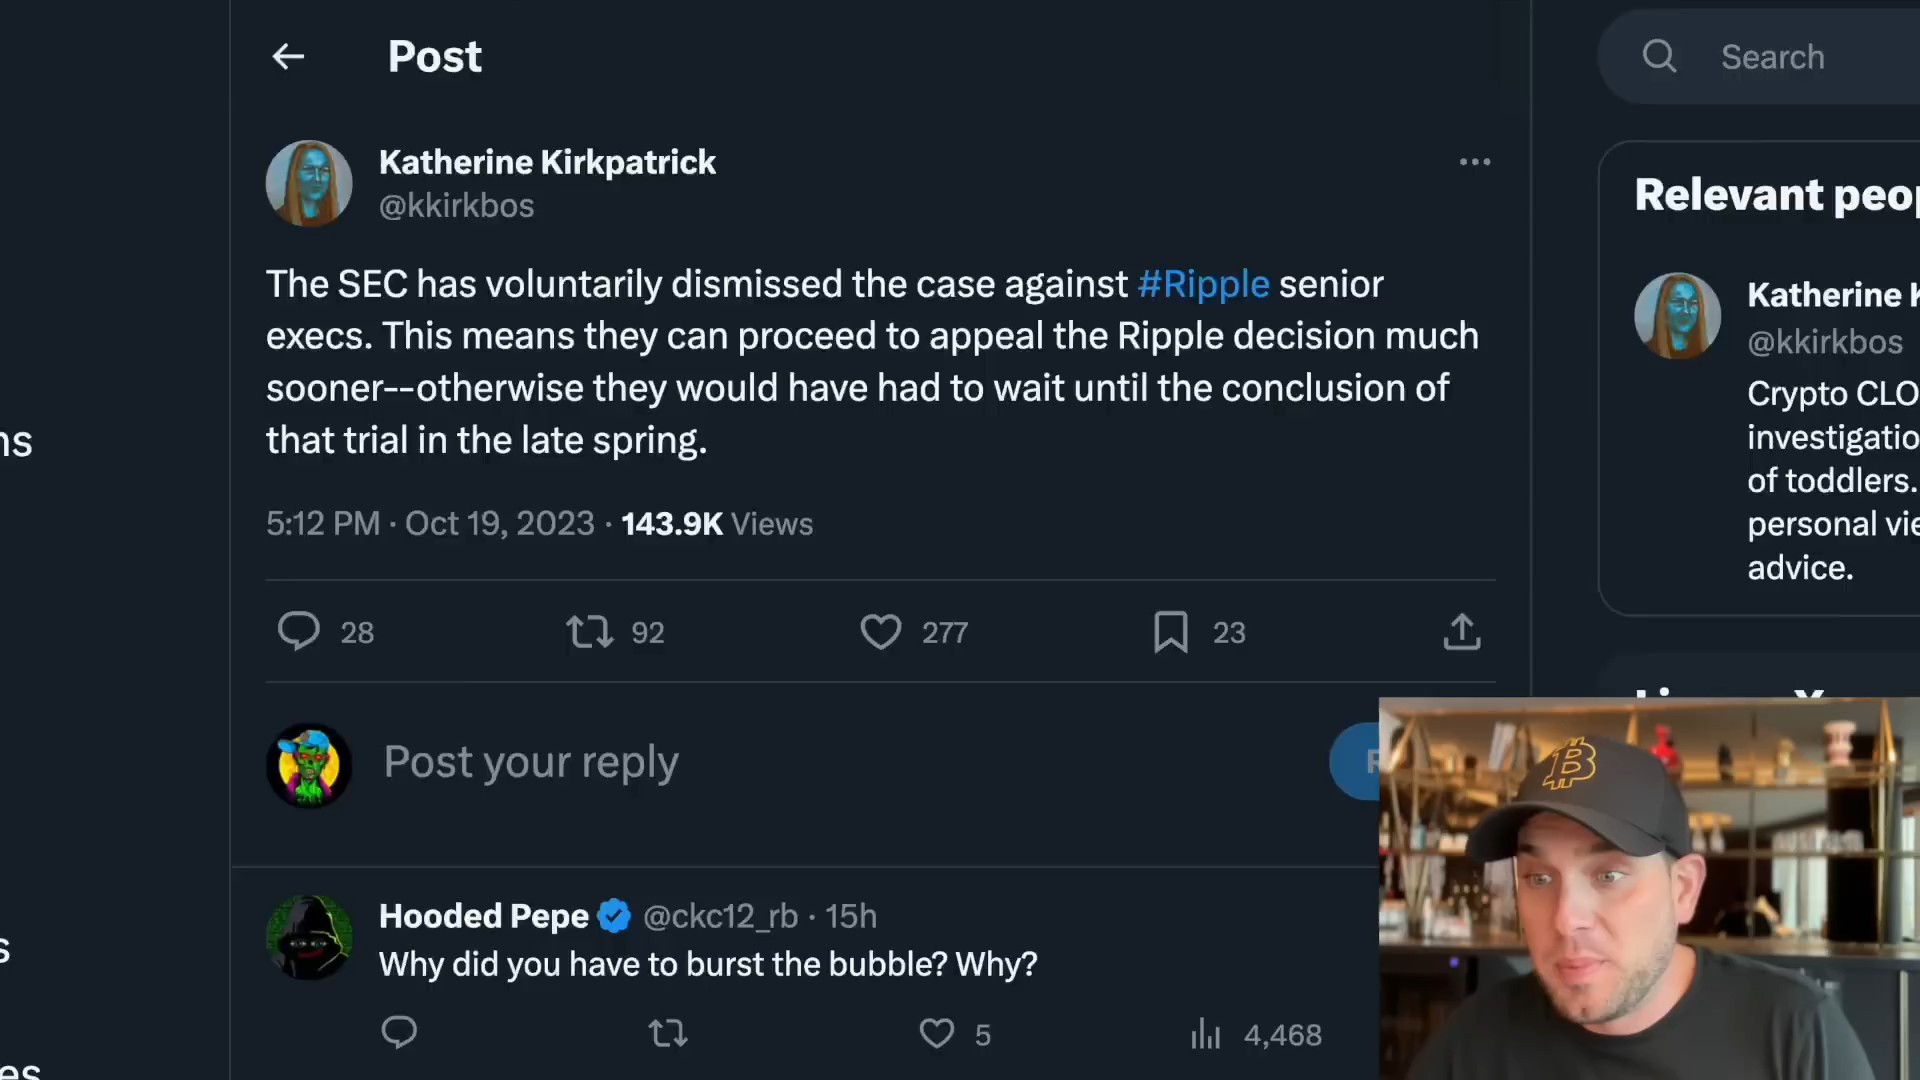 Post
Search
Katherine Kirkpatrick
@kkirkbos
The SEC has voluntarily dismissed the case against #Ripple senior
execs. This means they can proceed to appeal the Ripple decision much
sooner--otherwise they would have had to wait until the conclusion of
that trial in the late spring.
5:12 PM · Oct 19, 2023 · 143.9K Views
28 92 277 23
Post your reply
Hooded Pepe @ckc12_rb · 15h
Why did you have to burst the bubble? Why?
5 4,468
Relevant
Katherine
@kkirkbos
Crypto CLO
of toddlers.
personal
advice.
B